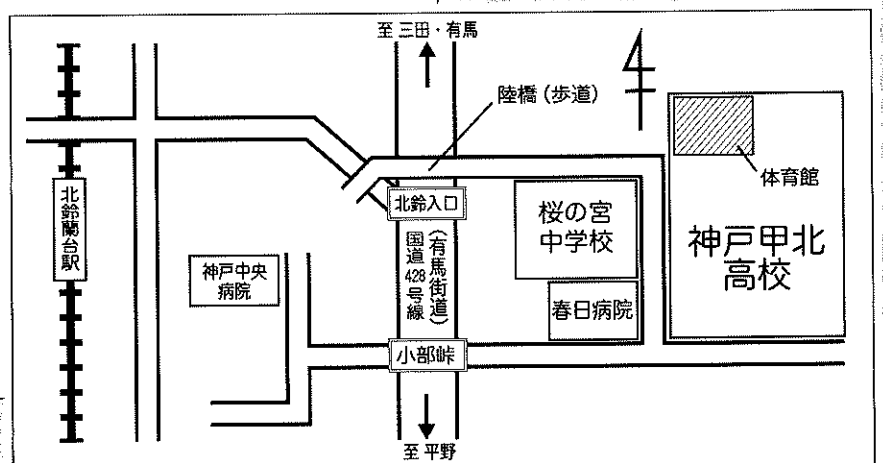 至 三田・有馬
陸橋(歩道)
体育館
北鈴入口
桜の宮
中学校
神戸甲北
高校
北鈴蘭台駅
神戸中央
病院
(有馬街道)
国道428号線
春日病院
小部峠
至 平野